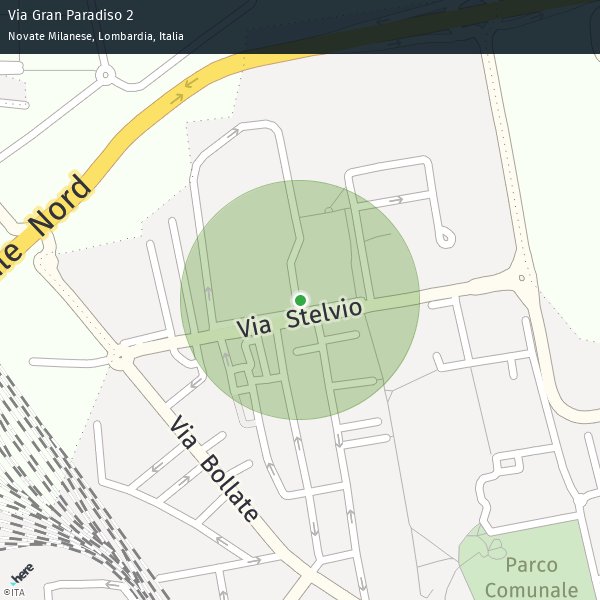 Via Gran Paradiso 2
Novate Milanese, Lombardia, Italia
le Nord
Via Stelvio
Via Bollate
Parco
Comunale
here
©ITA